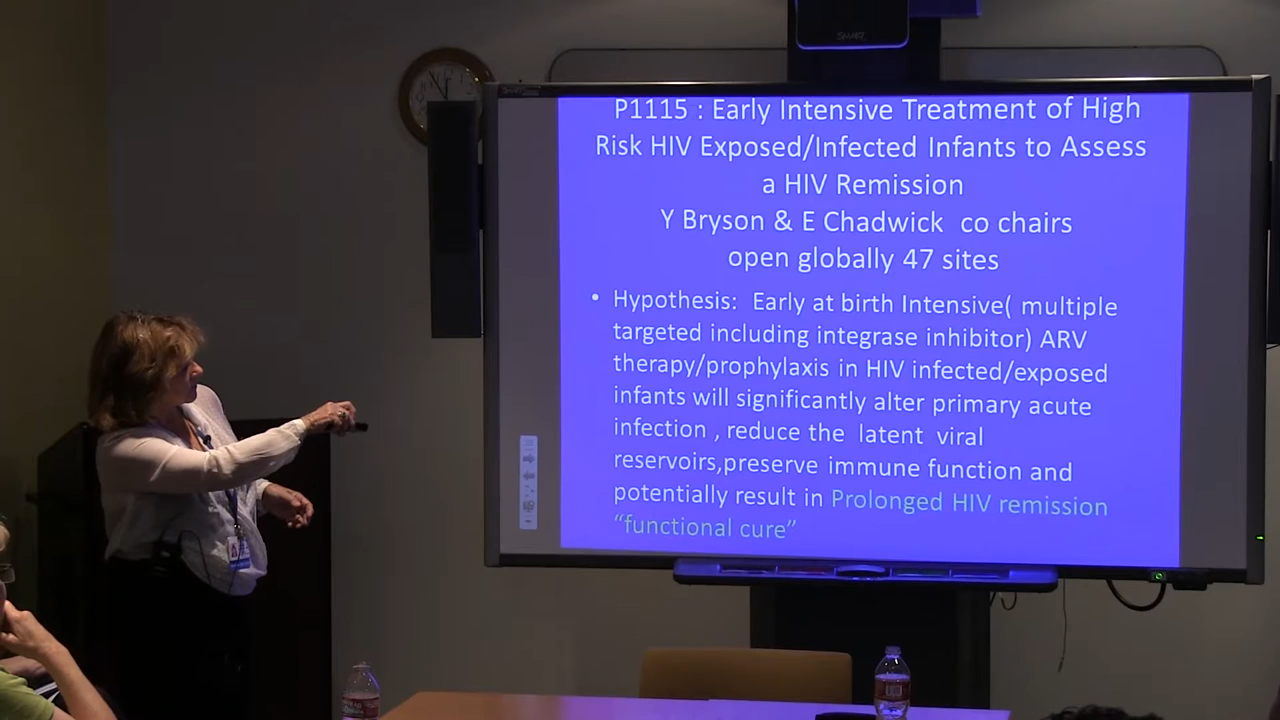 SMART
P1115 : Early Intensive Treatment of High
Risk HIV Exposed/Infected Infants to Assess
a HIV Remission
Y Bryson & E Chadwick co chairs
open globally 47 sites
• Hypothesis: Early at birth Intensive( multiple
targeted including integrase inhibitor) ARV
therapy/prophylaxis in HIV infected/exposed
infants will significantly alter primary acute
infection , reduce the latent viral
reservoirs,preserve immune function and
potentially result in Prolonged HIV remission
“functional cure”